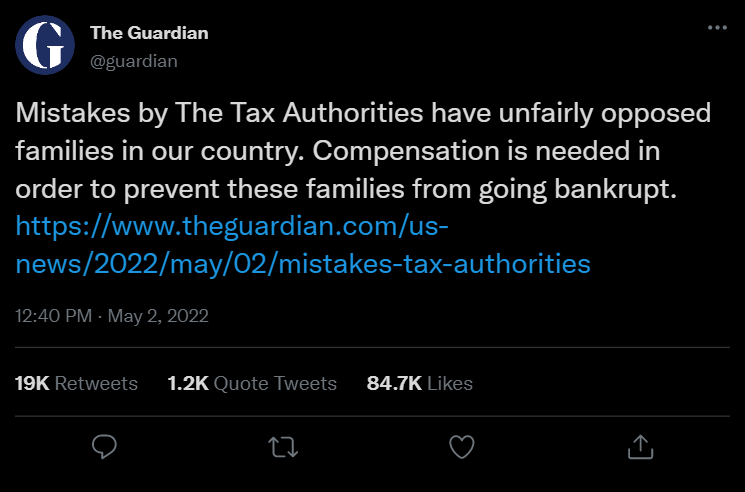 The Guardian
@guardian
Mistakes by The Tax Authorities have unfairly opposed
families in our country. Compensation is needed in
order to prevent these families from going bankrupt.
https://www.theguardian.com/us-
news/2022/may/02/mistakes-tax-authorities
12:40 PM · May 2, 2022
19K Retweets 1.2K Quote Tweets 84.7K Likes